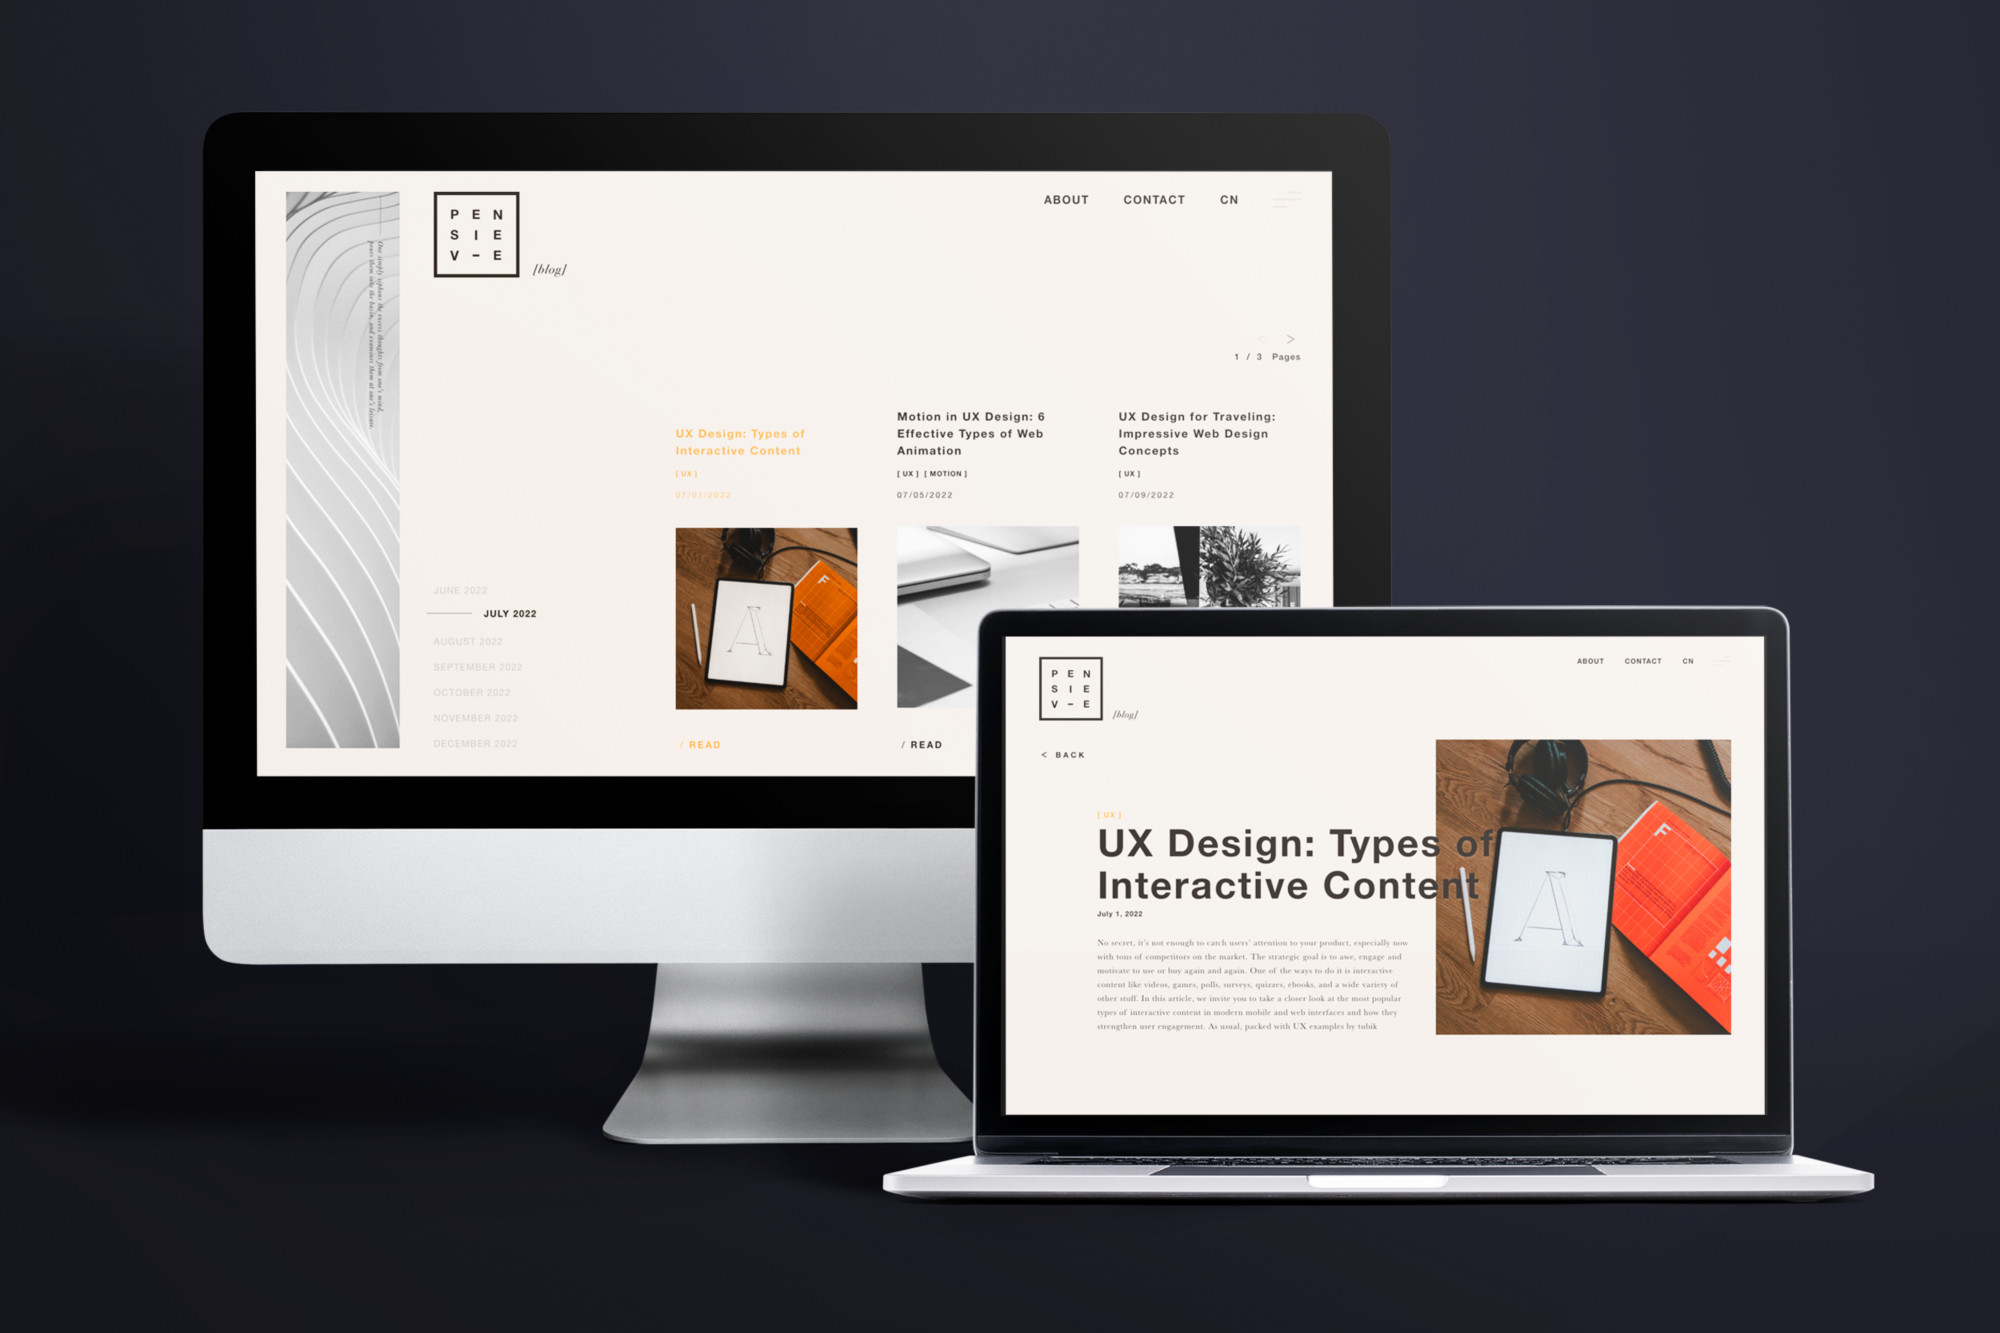 P E N
S I E
V – E
[blog]
ABOUT CONTACT CN
One simply siphons the excess thoughts from one's mind,
pours them into the basin, and examines them at one's leisure.
< >
1 / 3 Pages
UX Design: Types of
Interactive Content
[ UX ]
07/01/2022
/ READ
Motion in UX Design: 6
Effective Types of Web
Animation
[ UX ] [ MOTION ]
07/05/2022
/ READ
UX Design for Traveling:
Impressive Web Design
Concepts
[ UX ]
07/09/2022
JUNE 2022
JULY 2022
AUGUST 2022
SEPTEMBER 2022
OCTOBER 2022
NOVEMBER 2022
DECEMBER 2022
A
F
P E N
S I E
V – E
[blog]
ABOUT CONTACT CN
< BACK
[ UX ]
UX Design: Types of
Interactive Content
July 1, 2022
No secret, it's not enough to catch users' attention to your product, especially now
with tons of competitors on the market. The strategic goal is to awe, engage and
motivate to use or buy again and again. One of the ways to do it is interactive
content like videos, games, polls, surveys, quizzes, ebooks, and a wide variety of
other stuff. In this article, we invite you to take a closer look at the most popular
types of interactive content in modern mobile and web interfaces and how they
strengthen user engagement. As usual, packed with UX examples by tubik
A
F